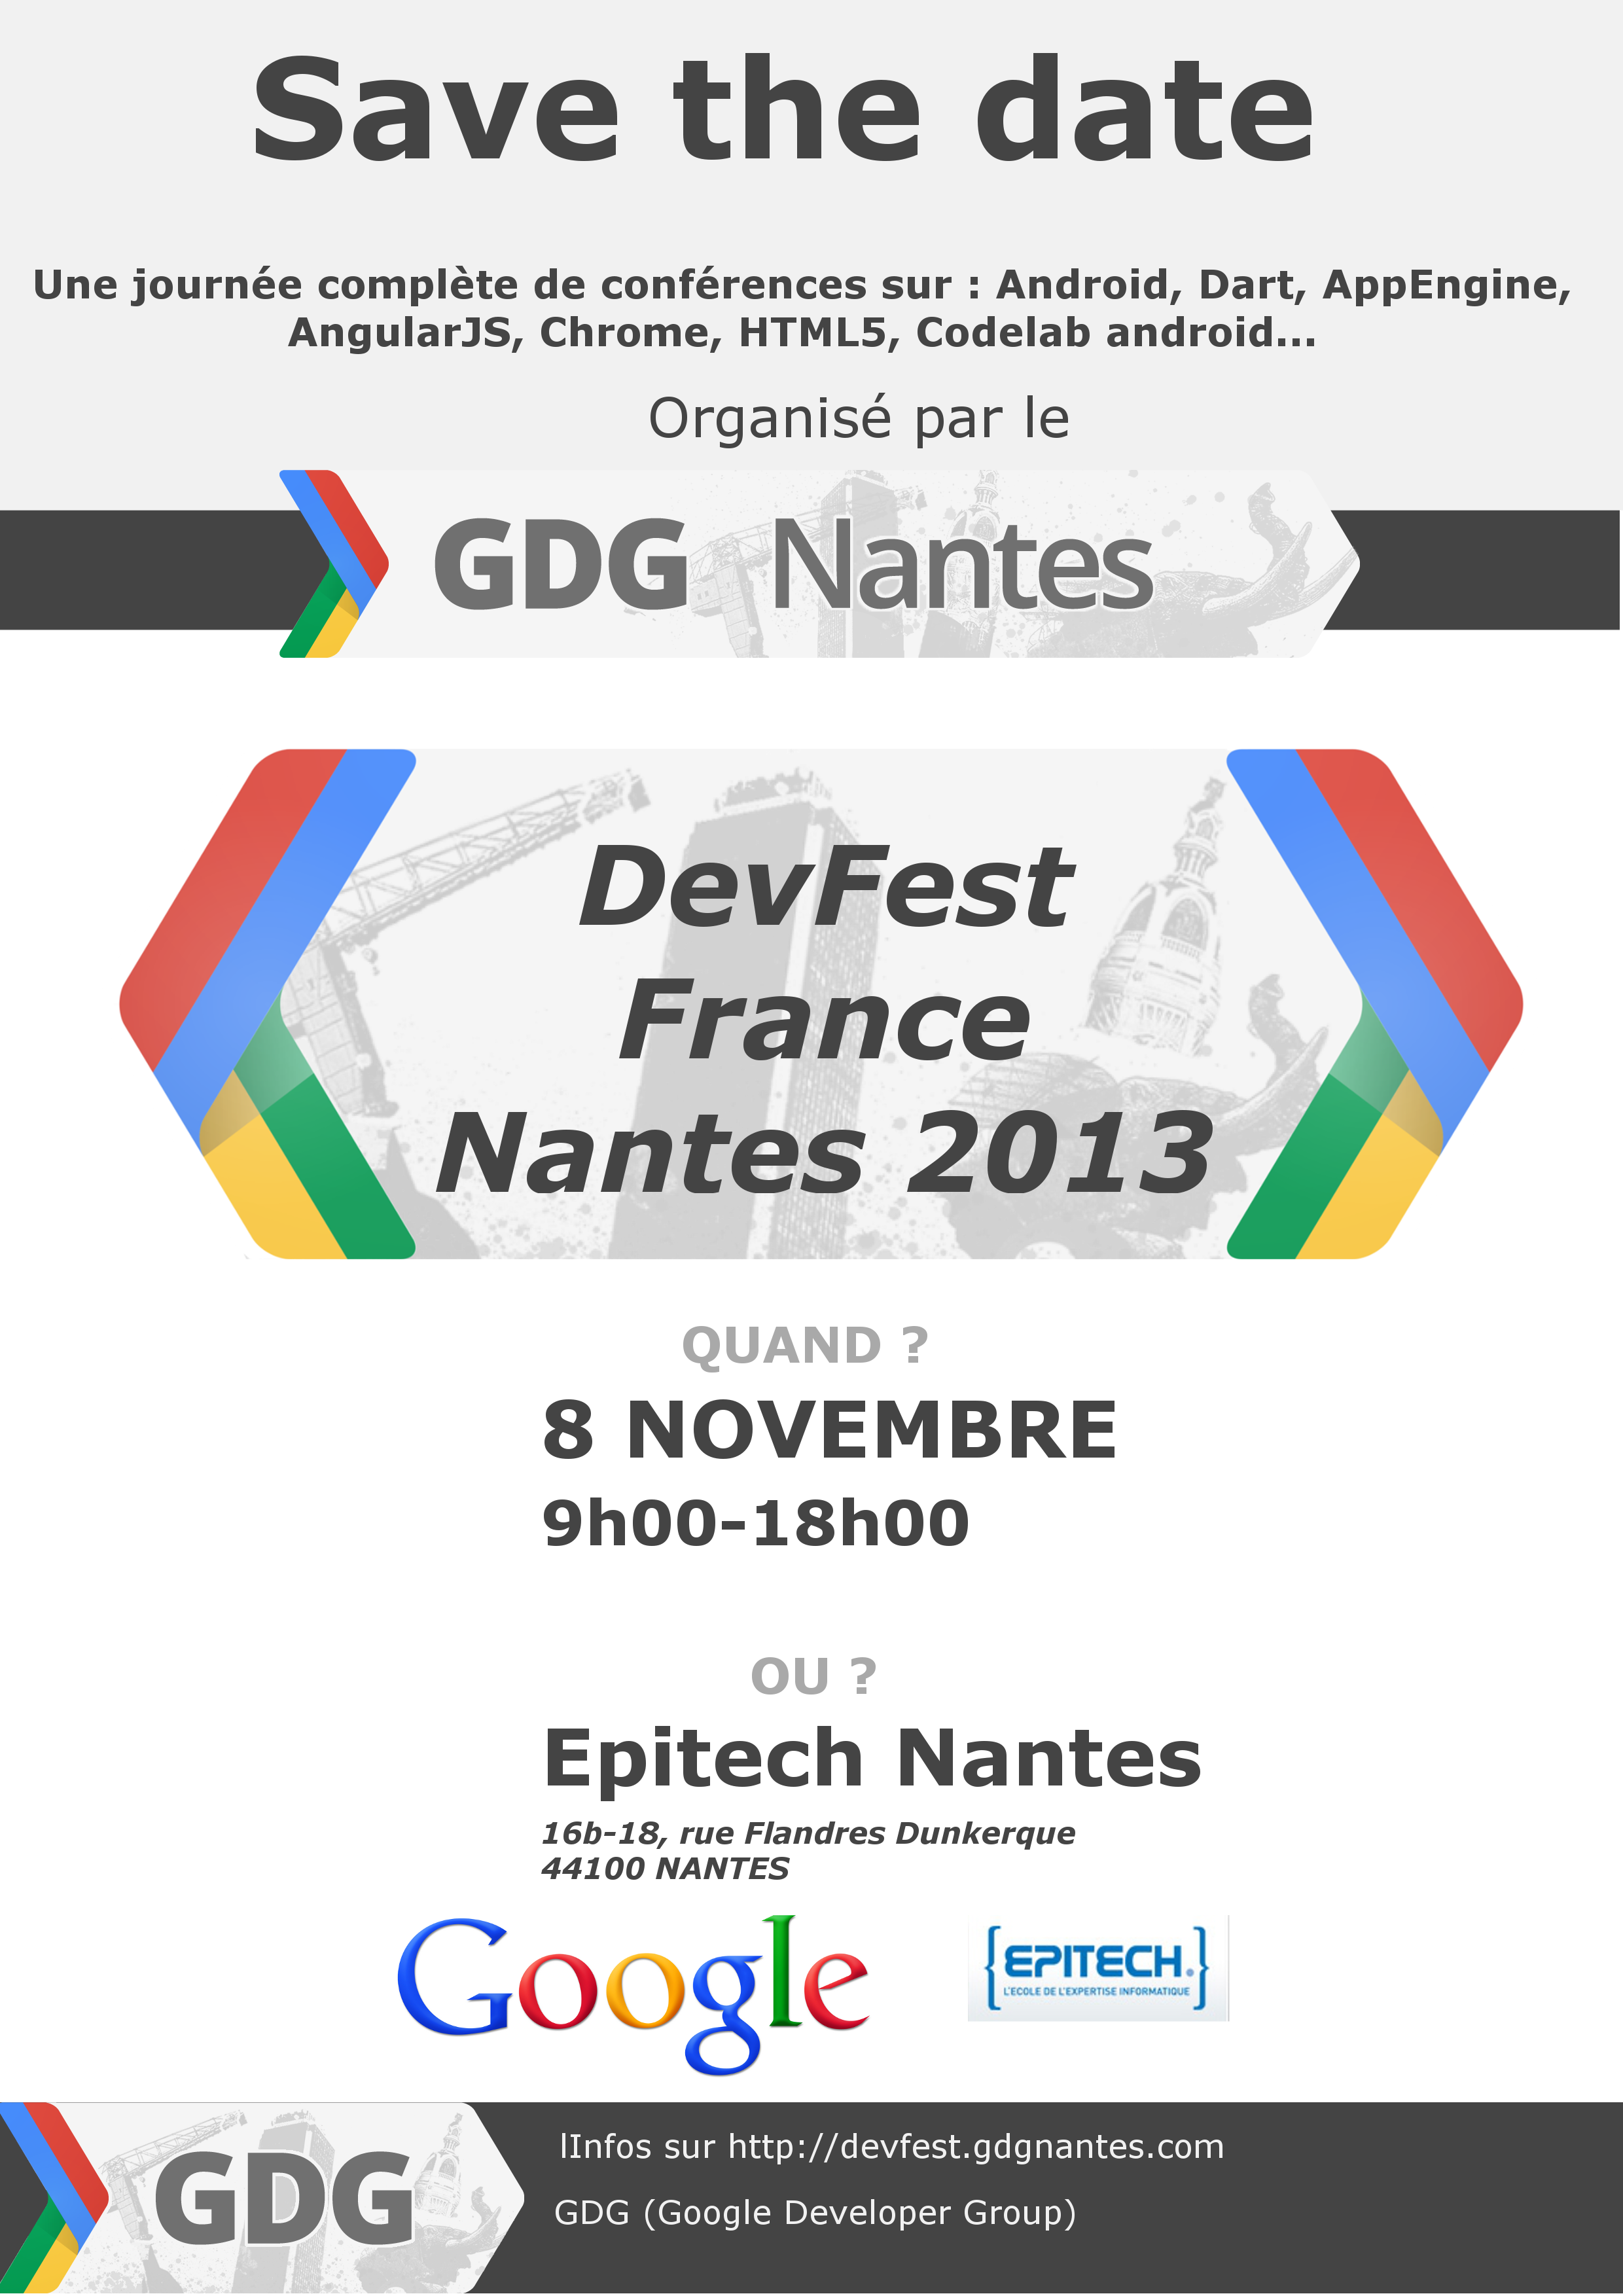 Save the date
Une journée complète de conférences sur : Android, Dart, AppEngine,
AngularJS, Chrome, HTML5, Codelab android...
Organisé par le
GDG Nantes
DevFest
France
Nantes 2013
QUAND ?
8 NOVEMBRE
9h00-18h00
OU ?
Epitech Nantes
16b-18, rue Flandres Dunkerque
44100 NANTES
Google
{EPITECH.}
L'ECOLE DE L'EXPERTISE INFORMATIQUE
GDG
lInfos sur http://devfest.gdgnantes.com
GDG (Google Developer Group)